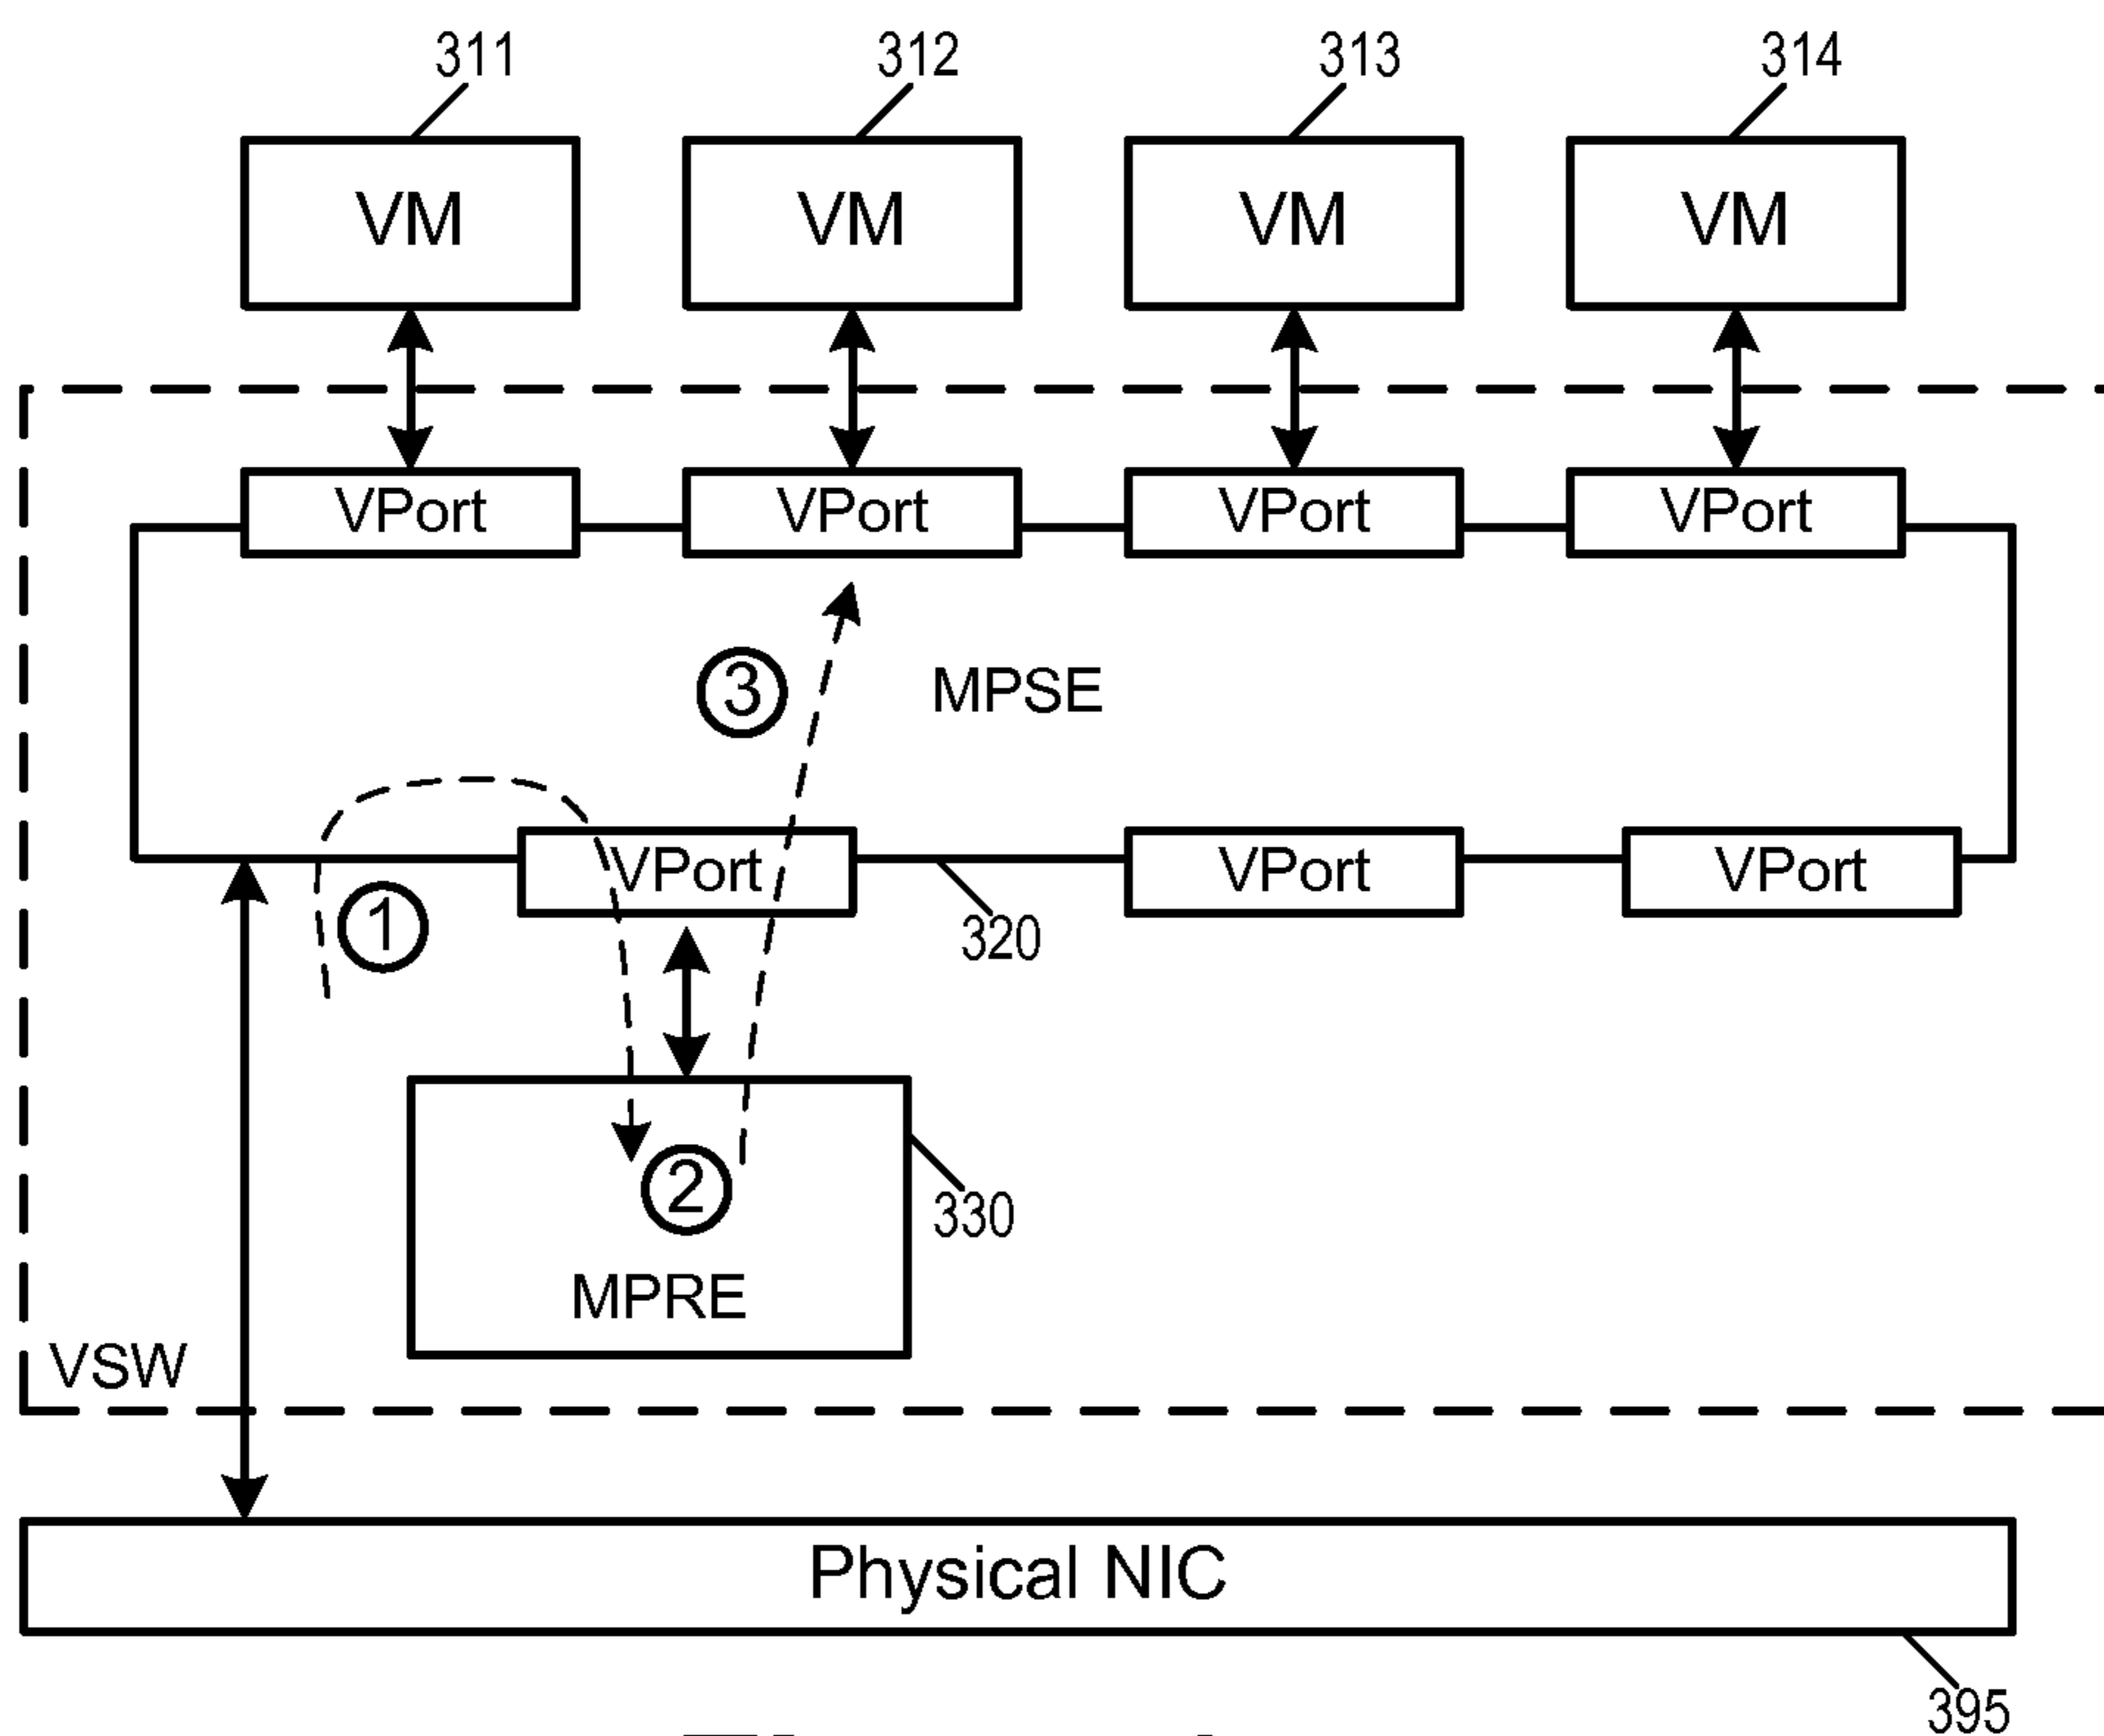 311 312 313 314
VM VM VM VM
VPort VPort VPort VPort
3 MPSE
VPort VPort VPort
1
320
2
330
MPRE
VSW
Physical NIC
395